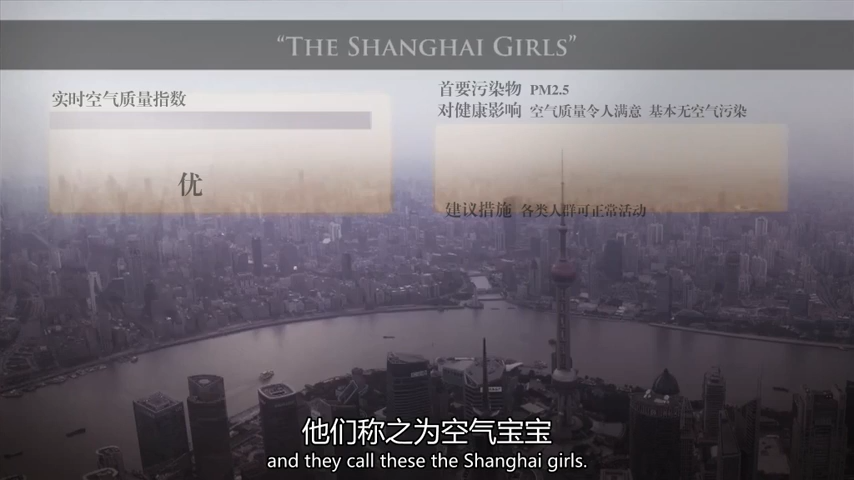 “THE SHANGHAI GIRLS”
实时空气质量指数
优
首要污染物 PM2.5
对健康影响 空气质量令人满意 基本无空气污染
建议措施 各类人群可正常活动
他们称之为空气宝宝
and they call these the Shanghai girls.